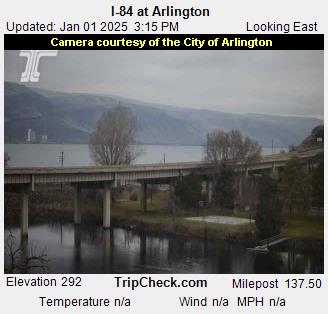 I-84 at Arlington
Updated: Jan 01 2025 3:15 PM Looking East
Camera courtesy of the City of Arlington
Elevation 292 TripCheck.com Milepost 137.50
Temperature n/a Wind n/a MPH n/a